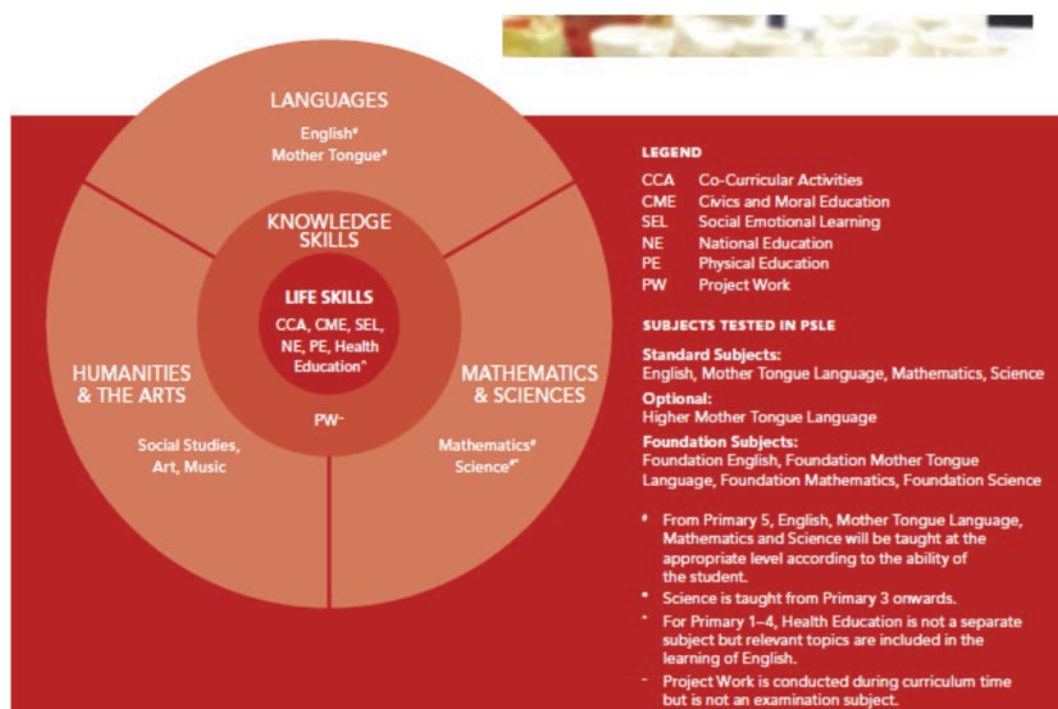 LANGUAGES
English#
Mother Tongue#
KNOWLEDGE
SKILLS
LIFE SKILLS
CCA, CME, SEL,
NE, PE, Health
Education^
HUMANITIES
& THE ARTS
Social Studies,
Art, Music
PW~
MATHEMATICS
& SCIENCES
Mathematics#
Science#*
LEGEND
CCA Co-Curricular Activities
CME Civics and Moral Education
SEL Social Emotional Learning
NE National Education
PE Physical Education
PW Project Work
SUBJECTS TESTED IN PSLE
Standard Subjects:
English, Mother Tongue Language, Mathematics, Science
Optional:
Higher Mother Tongue Language
Foundation Subjects:
Foundation English, Foundation Mother Tongue
Language, Foundation Mathematics, Foundation Science
# From Primary 5, English, Mother Tongue Language,
Mathematics and Science will be taught at the
appropriate level according to the ability of
the student.
* Science is taught from Primary 3 onwards.
^ For Primary 1–4, Health Education is not a separate
subject but relevant topics are included in the
learning of English.
~ Project Work is conducted during curriculum time
but is not an examination subject.